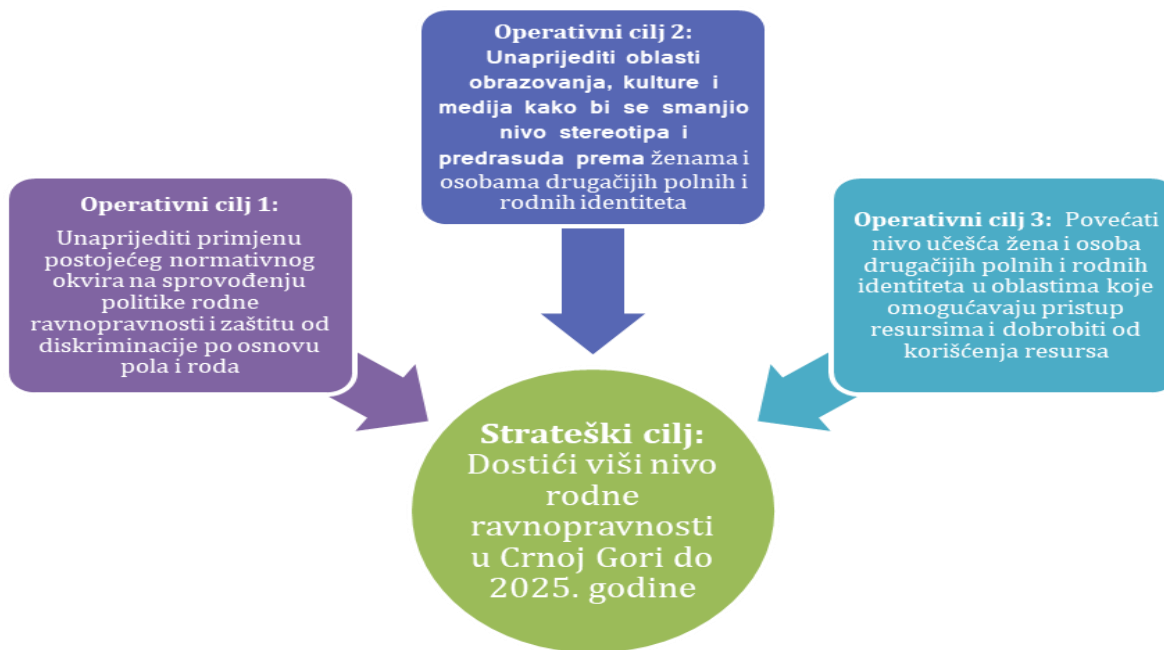 Operativni cilj 1:
Unaprijediti primjenu
postojećeg normativnog
okvira na sprovođenju
politike rodne
ravnopravnosti i zaštitu od
diskriminacije po osnovu
pola i roda
Operativni cilj 2:
Unaprijediti oblasti
obrazovanja, kulture i
medija kako bi se smanjio
nivo stereotipa i
predrasuda prema ženama i
osobama drugačijih polnih i
rodnih identiteta
Operativni cilj 3: Povećati
nivo učešća žena i osoba
drugačijih polnih i rodnih
identiteta u oblastima koje
omogućavaju pristup
resursima i dobrobiti od
korišćenja resursa
Strateški cilj:
Dostići viši nivo
rodne
ravnopravnosti
u Crnoj Gori do
2025. godine